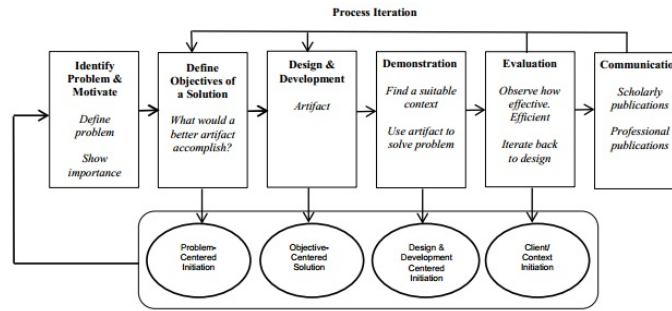 Process Iteration
Identify
Problem &
Motivate
Define
problem
Show
importance
Define
Objectives of
a Solution
What would a
better artifact
accomplish?
Design &
Development
Artifact
Demonstration
Find a suitable
context
Use artifact to
solve problem
Evaluation
Observe how
effective.
Efficient
Iterate back
to design
Communication
Scholarly
publications
Professional
publications
Problem-
Centered
Initiation
Objective-
Centered
Solution
Design &
Development
Centered
Initiation
Client/
Context
Initiation